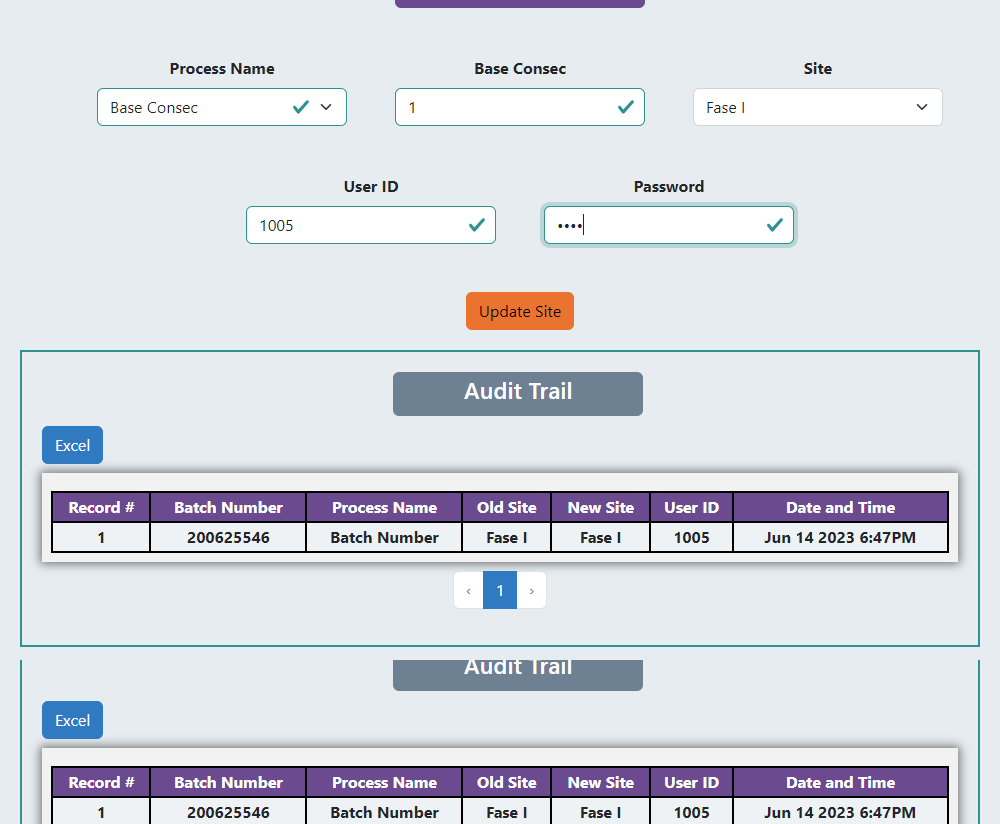 Process Name Base Consec Site
Base Consec 1 Fase I
User ID Password
1005 ••••
Update Site
Audit Trail
Excel
Record # Batch Number Process Name Old Site New Site User ID Date and Time
1 200625546 Batch Number Fase I Fase I 1005 Jun 14 2023 6:47PM
‹ 1 ›
Audit Trail
Excel
Record # Batch Number Process Name Old Site New Site User ID Date and Time
1 200625546 Batch Number Fase I Fase I 1005 Jun 14 2023 6:47PM